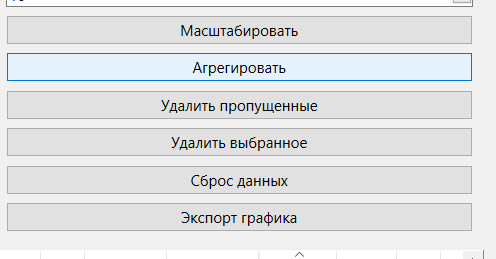 Масштабировать
Агрегировать
Удалить пропущенные
Удалить выбранное
Сброс данных
Экспорт графика